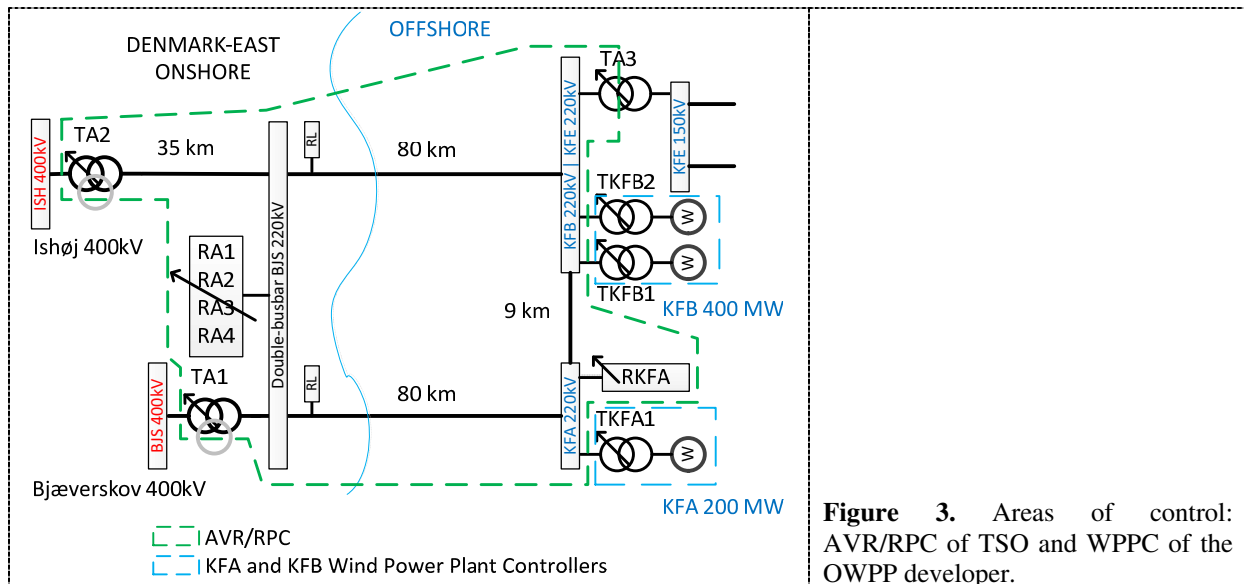 DENMARK-EAST
ONSHORE
OFFSHORE
TA3
KFE 220kV
KFE 150kV
TA2
35 km
RL
80 km
ISH 400kV
Ishøj 400kV
Double-busbar BJS 220kV
KFB 220kV |
TKFB2
W
W
TKFB1
KFB 400 MW
RA1
RA2
RA3
RA4
9 km
BJS 400kV
TA1
RL
80 km
KFA 220kV
RKFA
TKFA1
W
Bjæverskov 400kV
KFA 200 MW
AVR/RPC
KFA and KFB Wind Power Plant Controllers
Figure 3. Areas of control:
AVR/RPC of TSO and WPPC of the
OWPP developer.